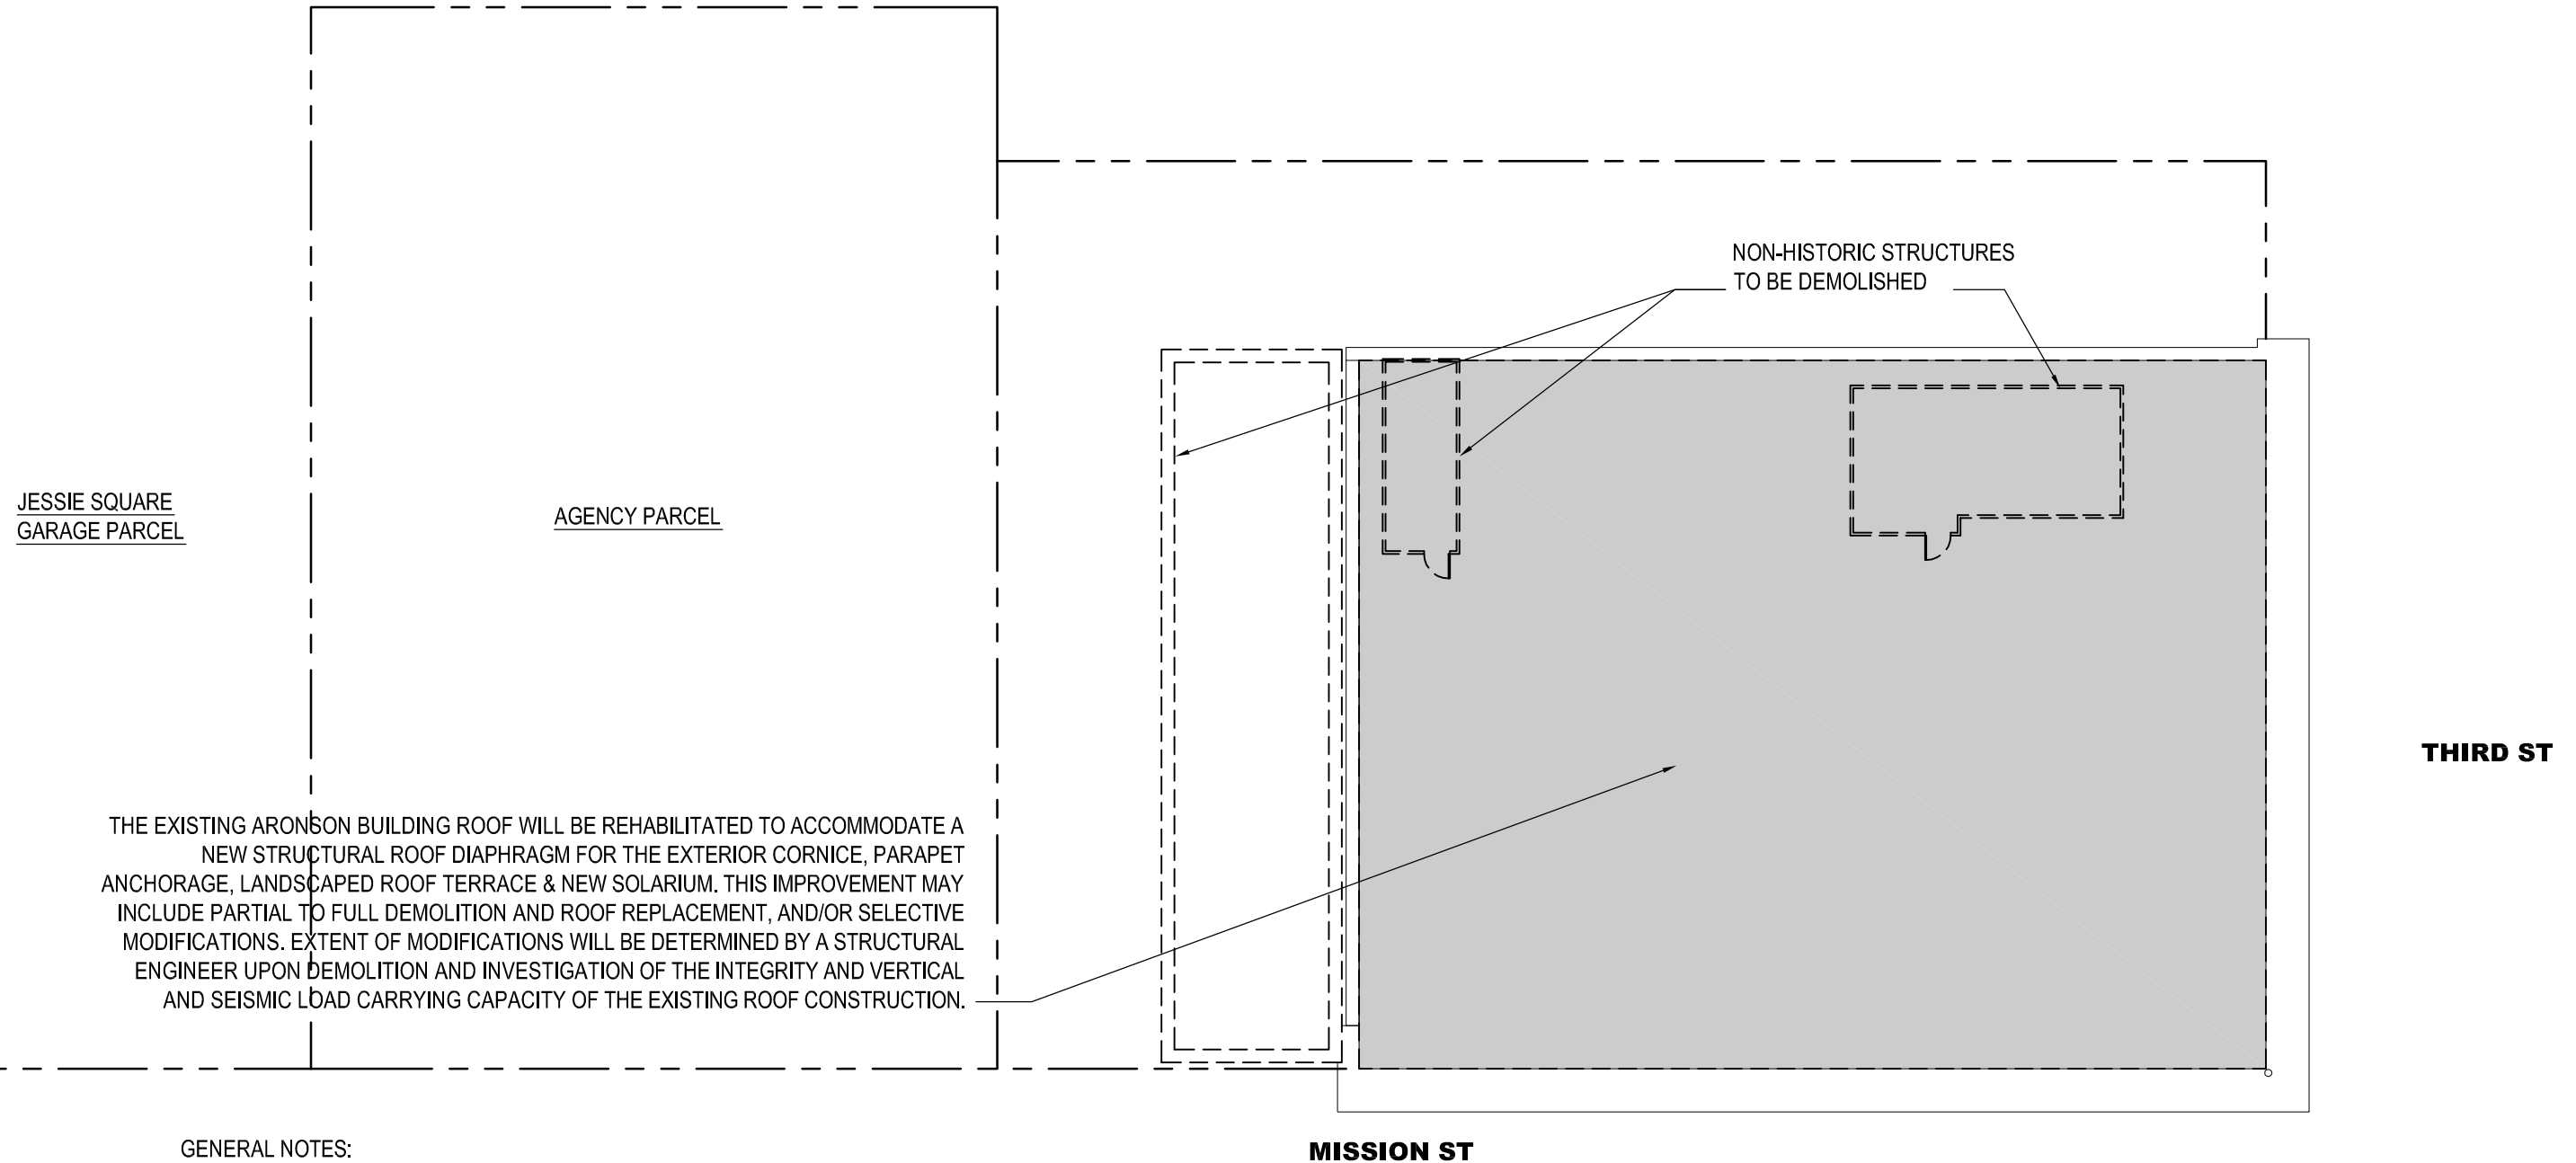 NON-HISTORIC STRUCTURES
TO BE DEMOLISHED
JESSIE SQUARE
GARAGE PARCEL
AGENCY PARCEL
THIRD ST
THE EXISTING ARONSON BUILDING ROOF WILL BE REHABILITATED TO ACCOMMODATE A
NEW STRUCTURAL ROOF DIAPHRAGM FOR THE EXTERIOR CORNICE, PARAPET
ANCHORAGE, LANDSCAPED ROOF TERRACE & NEW SOLARIUM. THIS IMPROVEMENT MAY
INCLUDE PARTIAL TO FULL DEMOLITION AND ROOF REPLACEMENT, AND/OR SELECTIVE
MODIFICATIONS. EXTENT OF MODIFICATIONS WILL BE DETERMINED BY A STRUCTURAL
ENGINEER UPON DEMOLITION AND INVESTIGATION OF THE INTEGRITY AND VERTICAL
AND SEISMIC LOAD CARRYING CAPACITY OF THE EXISTING ROOF CONSTRUCTION.
GENERAL NOTES:
MISSION ST